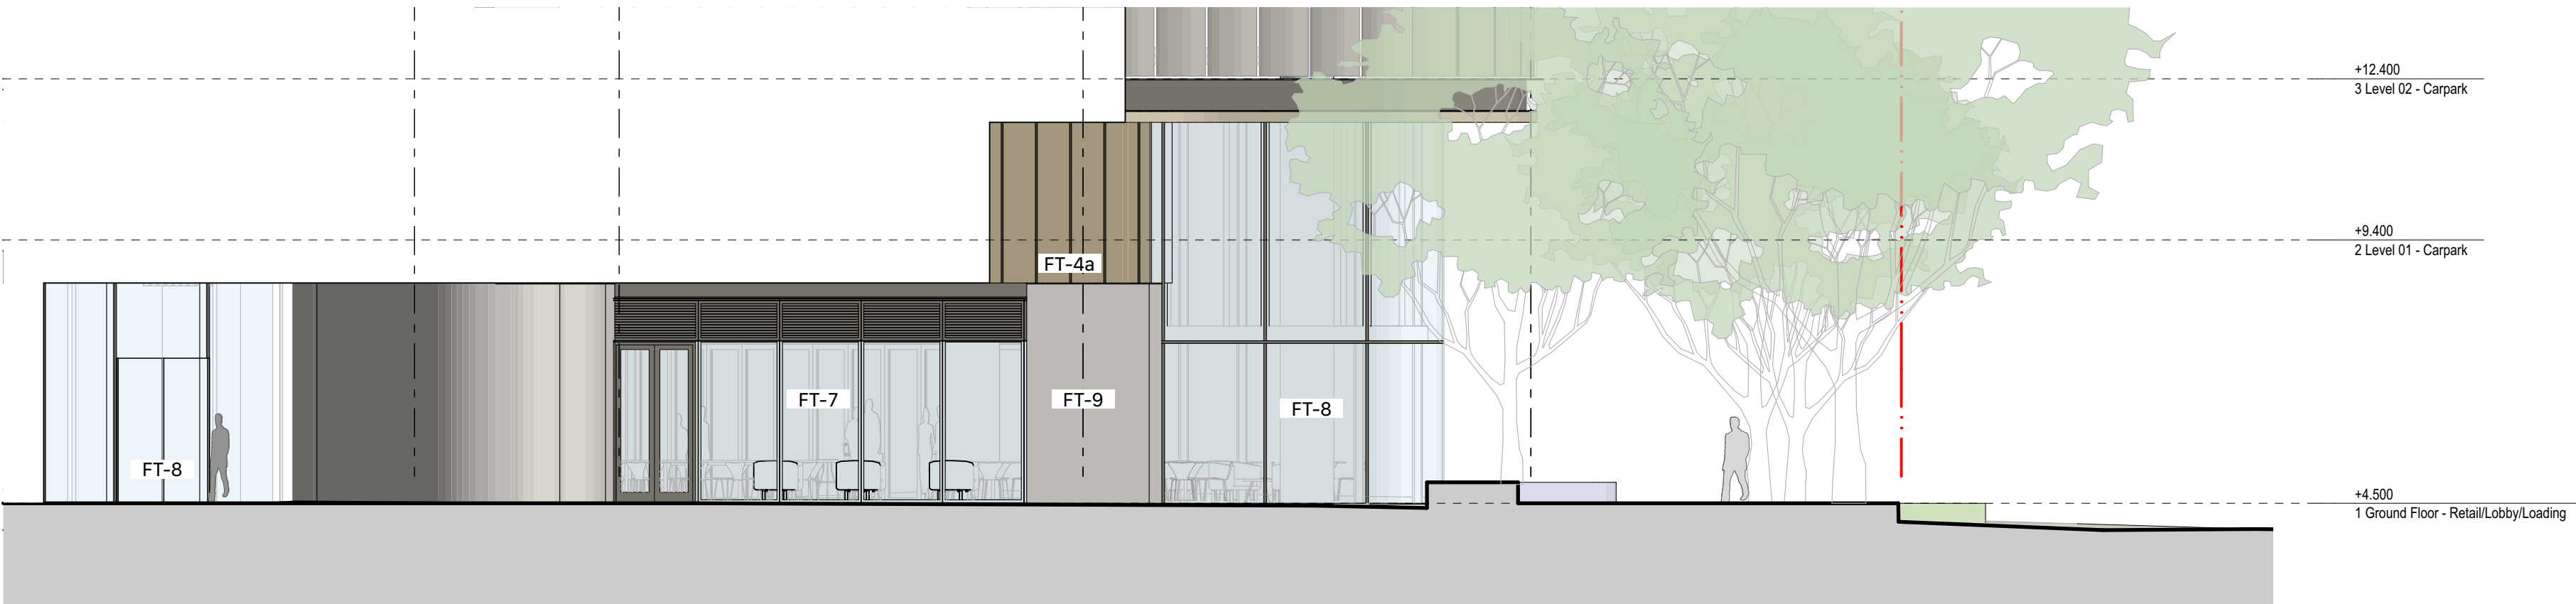 +12.400
3 Level 02 - Carpark
+9.400
2 Level 01 - Carpark
FT-4a
FT-7
FT-9
FT-8
FT-8
+4.500
1 Ground Floor - Retail/Lobby/Loading